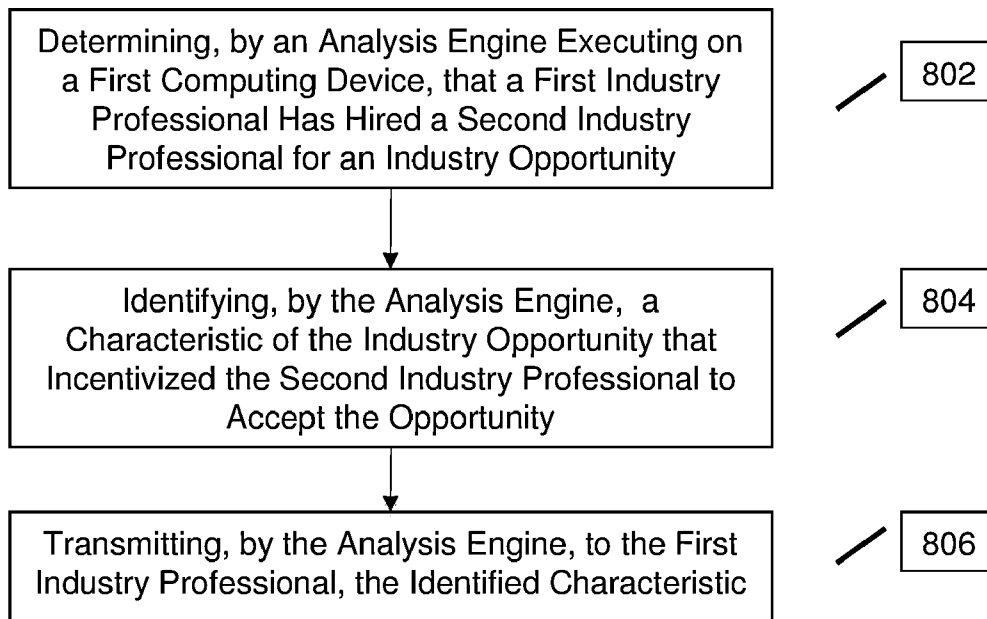 Determining, by an Analysis Engine Executing on
a First Computing Device, that a First Industry
Professional Has Hired a Second Industry
Professional for an Industry Opportunity
802
Identifying, by the Analysis Engine, a
Characteristic of the Industry Opportunity that
Incentivized the Second Industry Professional to
Accept the Opportunity
804
Transmitting, by the Analysis Engine, to the First
Industry Professional, the Identified Characteristic
806